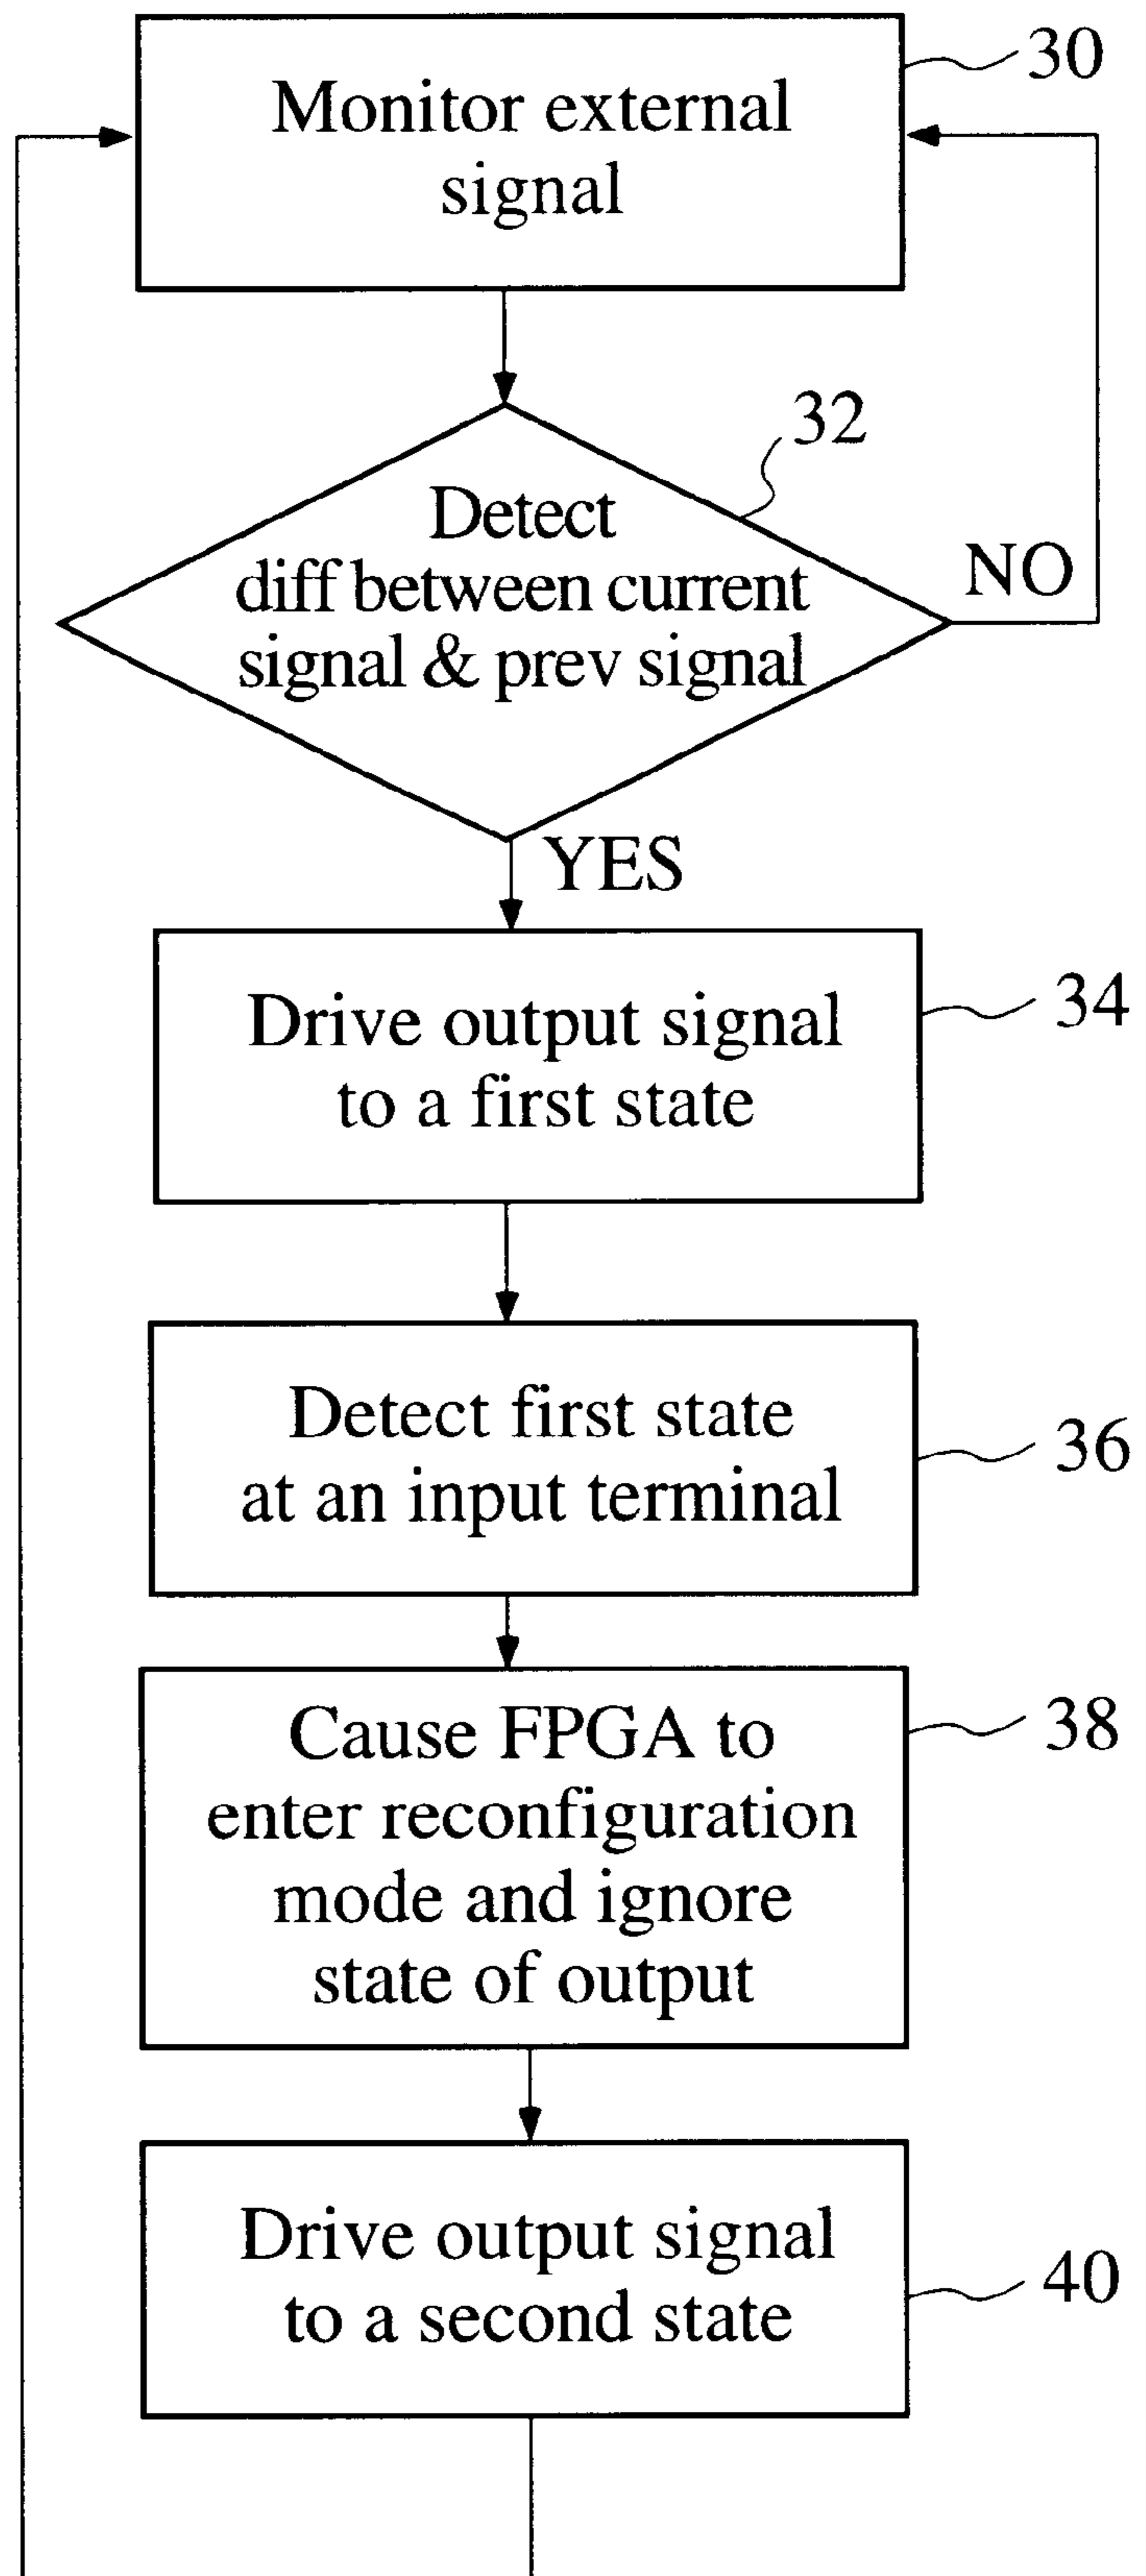 30
Monitor external
signal
32
Detect
diff between current
signal & prev signal
NO
YES
34
Drive output signal
to a first state
36
Detect first state
at an input terminal
38
Cause FPGA to
enter reconfiguration
mode and ignore
state of output
Drive output signal
to a second state
40